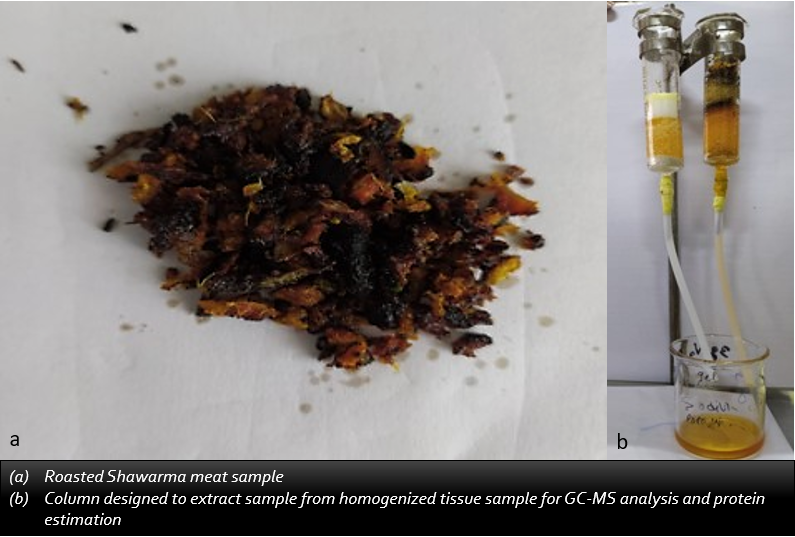 a
b
gel
(a) Roasted Shawarma meat sample
(b) Column designed to extract sample from homogenized tissue sample for GC-MS analysis and protein
estimation